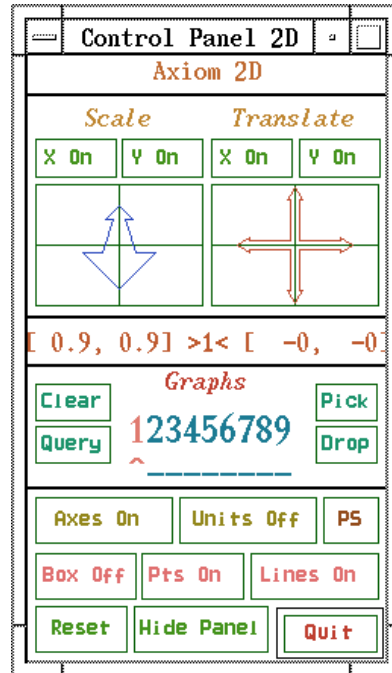 Control Panel 2D
Axiom 2D
Scale Translate
X On Y On X On Y On
[ 0.9, 0.9] >1< [ -0, -0]
Graphs
Clear Pick
123456789
Query Drop
^_________
Axes On Units Off PS
Box Off Pts On Lines On
Reset Hide Panel Quit